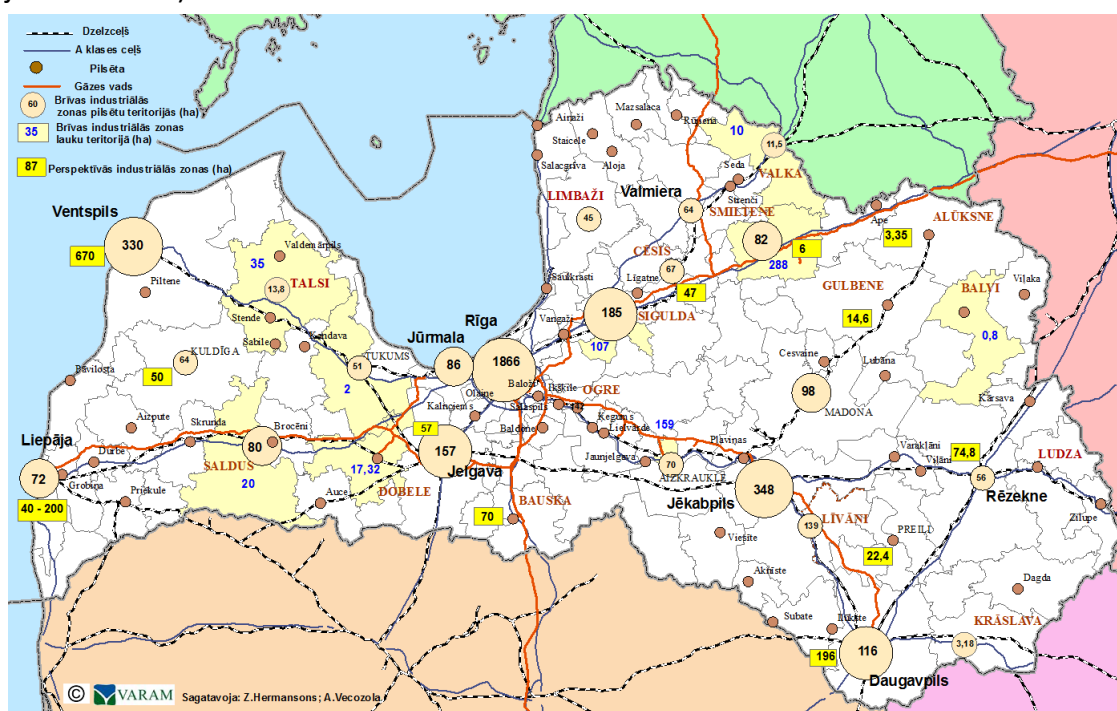 Dzelzceļš
A klases ceļš
Pilsēta
Gāzes vads
60
Brīvas industriālās
zonas pilsētu teritorijās (ha)
35
Brīvas industriālās zonas
lauku teritorijā (ha)
87
Perspektīvās industriālās zonas (ha)
Ainaži
Mazsalaca
Rūjiena
Staicele
Aloja
Salacgrīva
10
11,5
Seda
VALKA
Strenči
Valmiera
64
LIMBAŽI
45
SMILTENE
82
6
288
Ape
3,35
ALŪKSNE
CĒSIS
67
Līgatne
47
Saulkrasti
185
SIGULDA
107
Vangaži
GULBENE
14,6
BALVI
0,8
Viļaka
Ventspils
330
670
Piltene
Valdemārpils
35
TALSI
13,8
Stende
Sabile
Kandava
KULDĪGA
64
50
Pāvilosta
TUKUMS
51
2
Jūrmala
86
Rīga
1866
Baloži
Ikšķile
Olaine
Salaspils
Kalnciems
Baldone
OGRE
Ķegums
Lielvārde
Jaunjelgava
159
70
AIZKRAUKLE
Pļaviņas
Cesvaine
Lubāna
98
MADONA
Kārsava
Varakļāni
Viļāni
74,8
56
Rēzekne
LUDZA
Zilupe
Aizpute
Skrunda
80
Brocēni
SALDUS
20
Liepāja
72
Durbe
Grobiņa
40 - 200
Priekule
Auce
17,32
DOBELE
57
157
Jelgava
BAUSKA
70
348
Jēkabpils
Viesīte
139
LĪVĀNI
PREIĻI
22,4
Aknīste
Subate
Ilūkste
Dagda
KRĀSLAVA
3,18
196
116
Daugavpils
© VARAM
Sagatavoja: Z.Hermansons; A.Vecozola